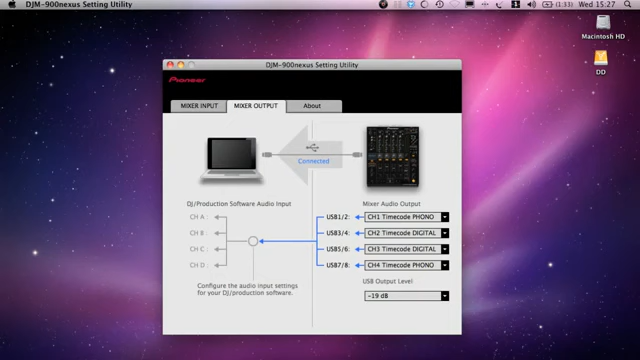 DJM-900nexus Setting Utility
(1:33) Wed 15:27
Macintosh HD
DD
DJM-900nexus Setting Utility
Pioneer
MIXER INPUT
MIXER OUTPUT
About
Connected
DJ/Production Software Audio Input
Mixer Audio Output
CH A :
USB1/2:
CH1 Timecode PHONO
CH B :
USB3/4:
CH2 Timecode DIGITAL
CH C :
USB5/6:
CH3 Timecode DIGITAL
CH D :
USB7/8:
CH4 Timecode PHONO
Configure the audio input settings
for your DJ/production software.
USB Output Level
-19 dB